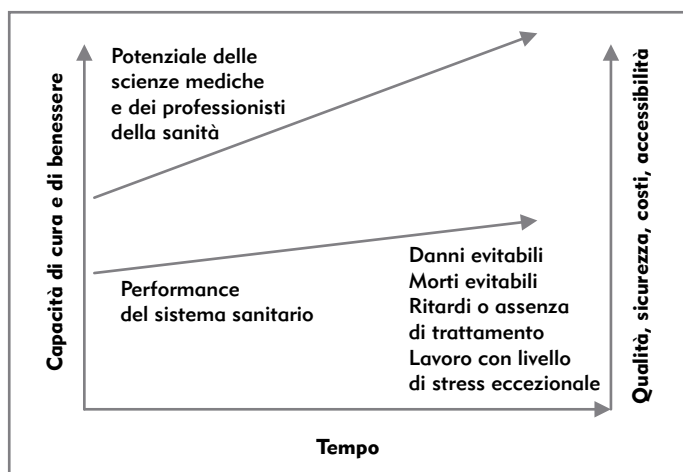 Potenziale delle
scienze mediche
e dei professionisti
della sanità
Capacità di cura e di benessere
Qualità, sicurezza, costi, accessibilità
Performance
del sistema sanitario
Danni evitabili
Morti evitabili
Ritardi o assenza
di trattamento
Lavoro con livello
di stress eccezionale
Tempo